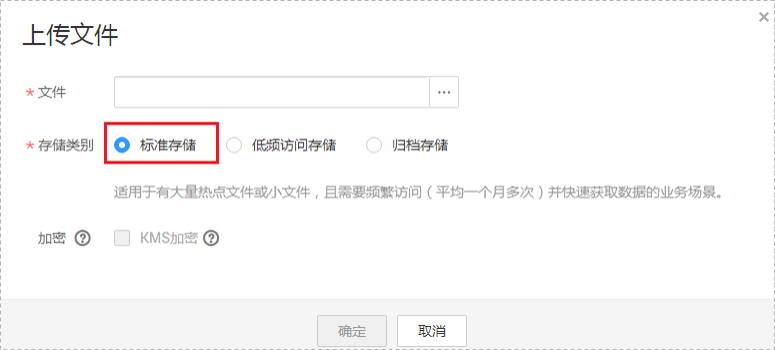 上传文件
* 文件 ...
* 存储类别 标准存储 低频访问存储 归档存储
适用于有大量热点文件或小文件，且需要频繁访问（平均一个月多次）并快速获取数据的业务场景。
加密 ? KMS加密 ?
确定 取消